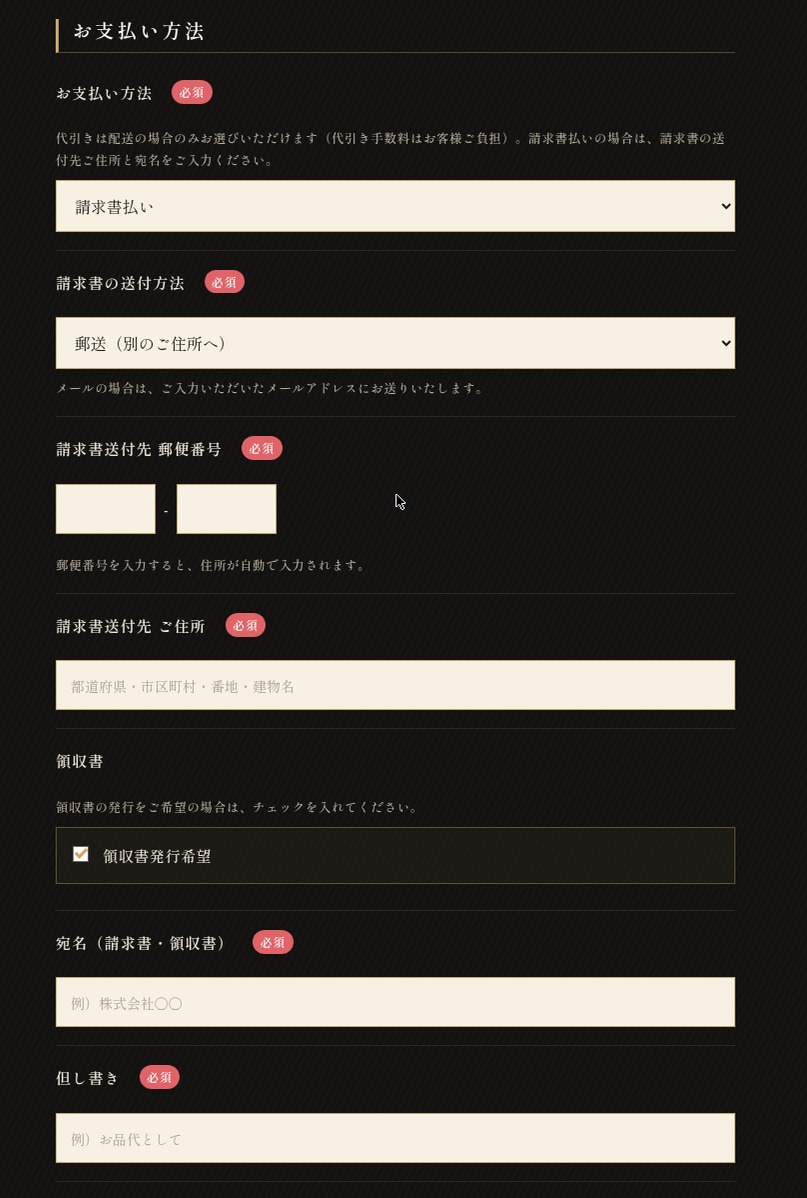 お支払い方法
お支払い方法 必須
代引きは配送の場合のみお選びいただけます（代引き手数料はお客様ご負担）。請求書払いの場合は、請求書の送
付先ご住所と宛名をご入力ください。
請求書払い
請求書の送付方法 必須
郵送（別のご住所へ）
メールの場合は、ご入力いただいたメールアドレスにお送りいたします。
請求書送付先 郵便番号 必須
-
郵便番号を入力すると、住所が自動で入力されます。
請求書送付先 ご住所 必須
都道府県・市区町村・番地・建物名
領収書
領収書の発行をご希望の場合は、チェックを入れてください。
領収書発行希望
宛名（請求書・領収書） 必須
例）株式会社〇〇
但し書き 必須
例）お品代として